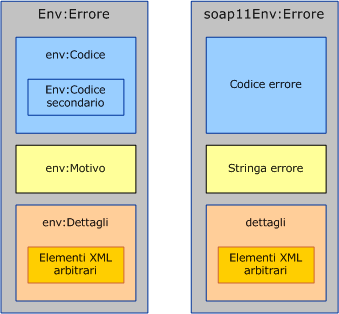 Env:Errore
env:Codice
Env:Codice
secondario
env:Motivo
env:Dettagli
Elementi XML
arbitrari
soap11Env:Errore
Codice errore
Stringa errore
dettagli
Elementi XML
arbitrari